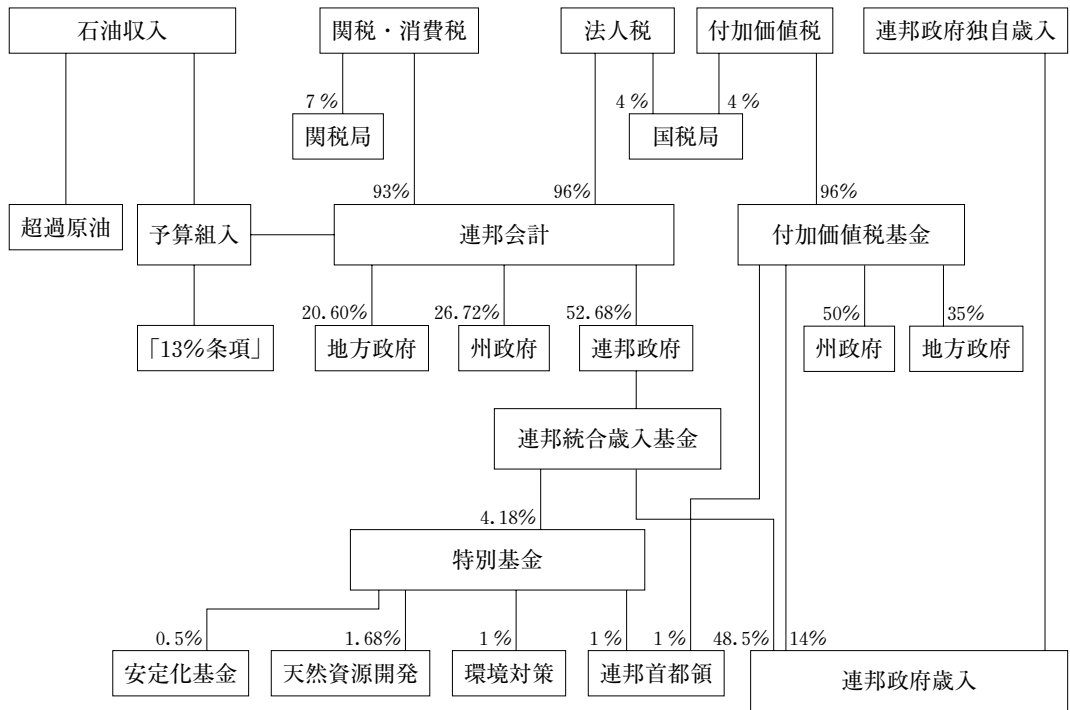 石油収入
関税・消費税
法人税
付加価値税
連邦政府独自歳入
7%
4%
4%
関税局
国税局
93%
96%
96%
超過原油
予算組入
連邦会計
付加価値税基金
20.60%
26.72%
52.68%
50%
35%
「13%条項」
地方政府
州政府
連邦政府
州政府
地方政府
連邦統合歳入基金
4.18%
特別基金
0.5%
1.68%
1%
1%
1%
48.5%
14%
安定化基金
天然資源開発
環境対策
連邦首都領
連邦政府歳入